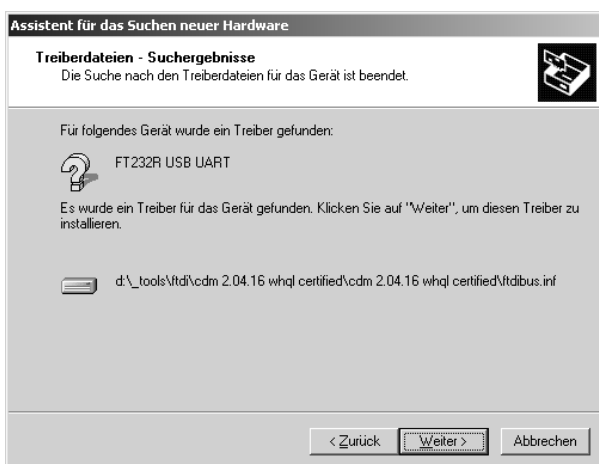 Assistent für das Suchen neuer Hardware
Treiberdateien - Suchergebnisse
Die Suche nach den Treiberdateien für das Gerät ist beendet.
Für folgendes Gerät wurde ein Treiber gefunden:
FT232R USB UART
Es wurde ein Treiber für das Gerät gefunden. Klicken Sie auf "Weiter", um diesen Treiber zu
installieren.
d:\_tools\ftdi\cdm 2.04.16 whql certified\cdm 2.04.16 whql certified\ftdibus.inf
< Zurück Weiter > Abbrechen